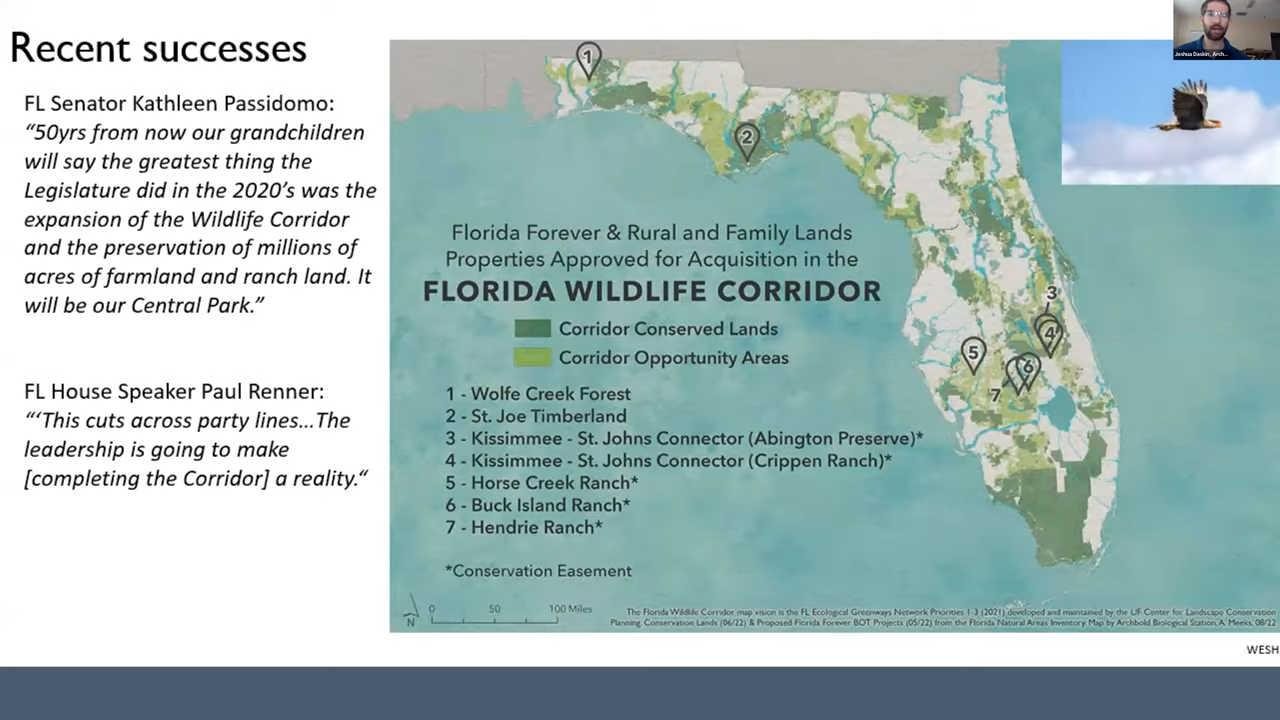 Recent successes
FL Senator Kathleen Passidomo:
“50yrs from now our grandchildren
will say the greatest thing the
Legislature did in the 2020’s was the
expansion of the Wildlife Corridor
and the preservation of millions of
acres of farmland and ranch land. It
will be our Central Park.”
FL House Speaker Paul Renner:
“‘This cuts across party lines...The
leadership is going to make
[completing the Corridor] a reality.“
1
2
3
4
5
6
7
Florida Forever & Rural and Family Lands
Properties Approved for Acquisition in the
FLORIDA WILDLIFE CORRIDOR
Corridor Conserved Lands
Corridor Opportunity Areas
1 - Wolfe Creek Forest
2 - St. Joe Timberland
3 - Kissimmee - St. Johns Connector (Abington Preserve)*
4 - Kissimmee - St. Johns Connector (Crippen Ranch)*
5 - Horse Creek Ranch*
6 - Buck Island Ranch*
7 - Hendrie Ranch*
*Conservation Easement
N
0 50 100 Miles
The Florida Wildlife Corridor map vision is the FL Ecological Greenways Network Priorities 1-3 (2021) developed and maintained by the UF Center for Landscape Conservation
Planning. Conservation Lands (06/22) & Proposed Florida Forever BOT Projects (05/22) from the Florida Natural Areas Inventory. Map by Archbold Biological Station, A. Meeks, 08/22
Joshua Daskin, Arch...
WESH